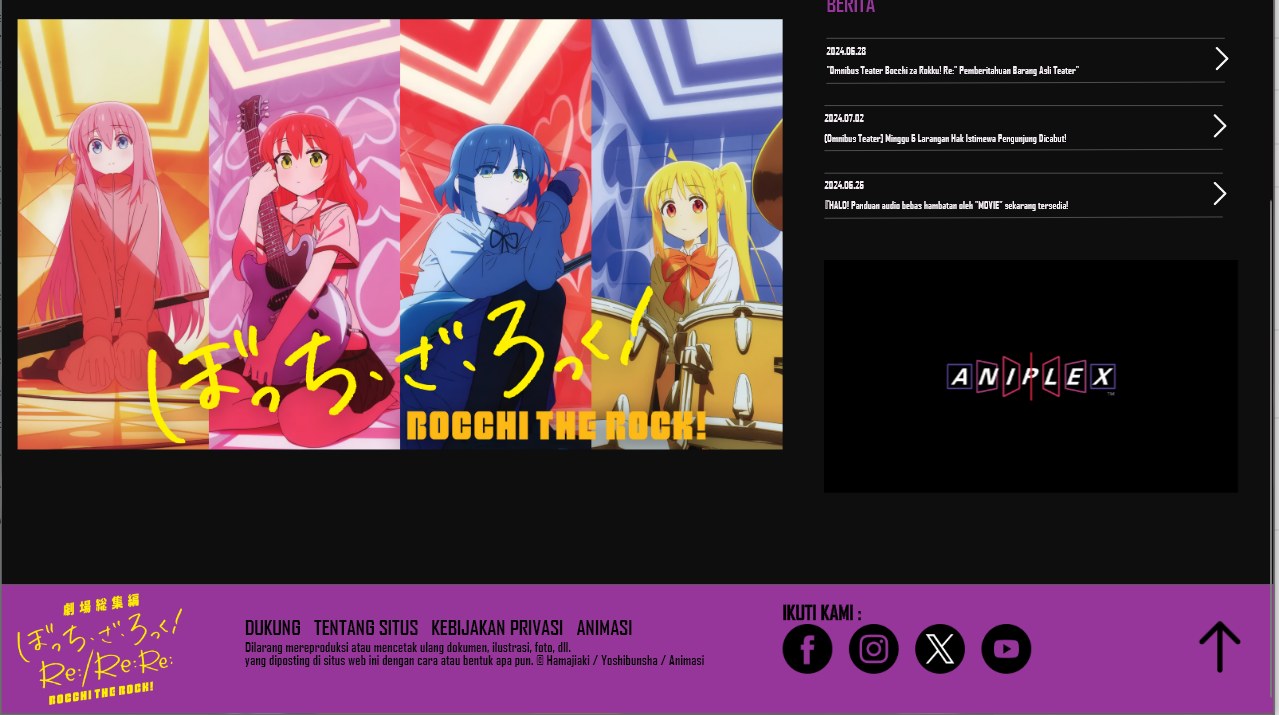 BERITA
2024.06.28
"Omnibus Teater Bocchi za Rokku! Re:" Pemberitahuan Barang Asli Teater"
2024.07.02
[Omnibus Teater] Minggu 6 Larangan Hak Istimewa Pengunjung Dicabut!
2024.06.26
『HALO! Panduan audio bebas hambatan oleh "MOVIE" sekarang tersedia!
ぼっち・ざ・ろっく!
BOCCHI THE ROCK!
ANIPLEX
TM
劇場総集編
ぼっち・ざ・ろっく!
Re:/Re:Re:
BOCCHI THE ROCK!
DUKUNG TENTANG SITUS KEBIJAKAN PRIVASI ANIMASI
Dilarang mereproduksi atau mencetak ulang dokumen, ilustrasi, foto, dll.
yang diposting di situs web ini dengan cara atau bentuk apa pun. © Hamajiaki / Yoshibunsha / Animasi
IKUTI KAMI :